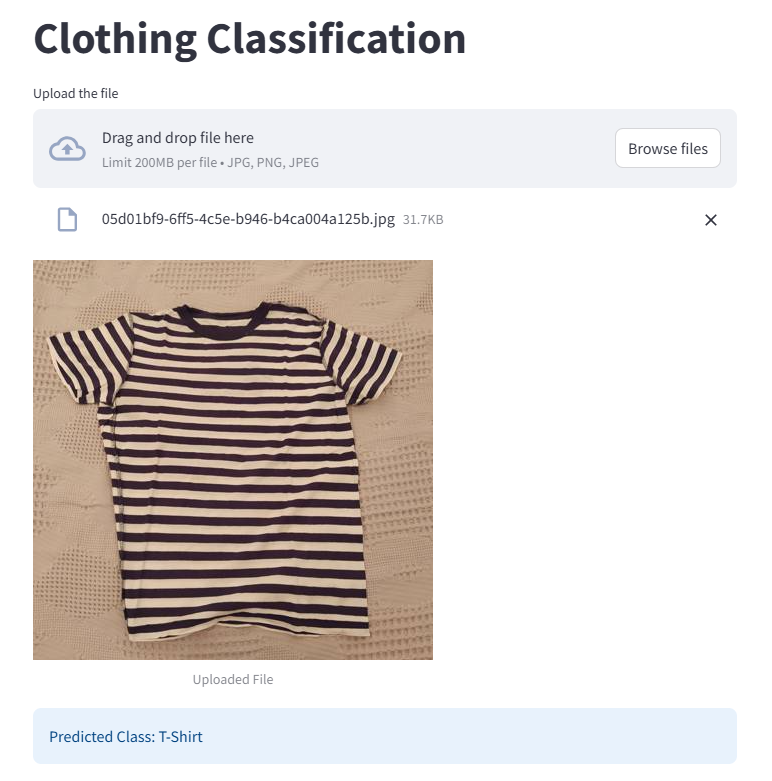 Clothing Classification
Upload the file
Drag and drop file here
Limit 200MB per file • JPG, PNG, JPEG
Browse files
05d01bf9-6ff5-4c5e-b946-b4ca004a125b.jpg 31.7KB
Uploaded File
Predicted Class: T-Shirt